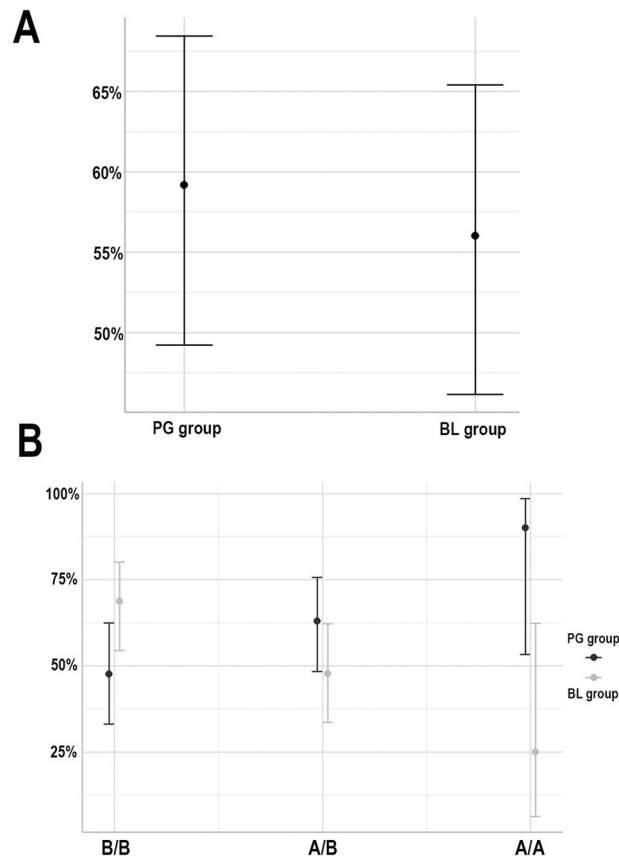 A
65%
60%
55%
50%
PG group BL group
B
100%
75%
50%
25%
PG group
BL group
B/B A/B A/A